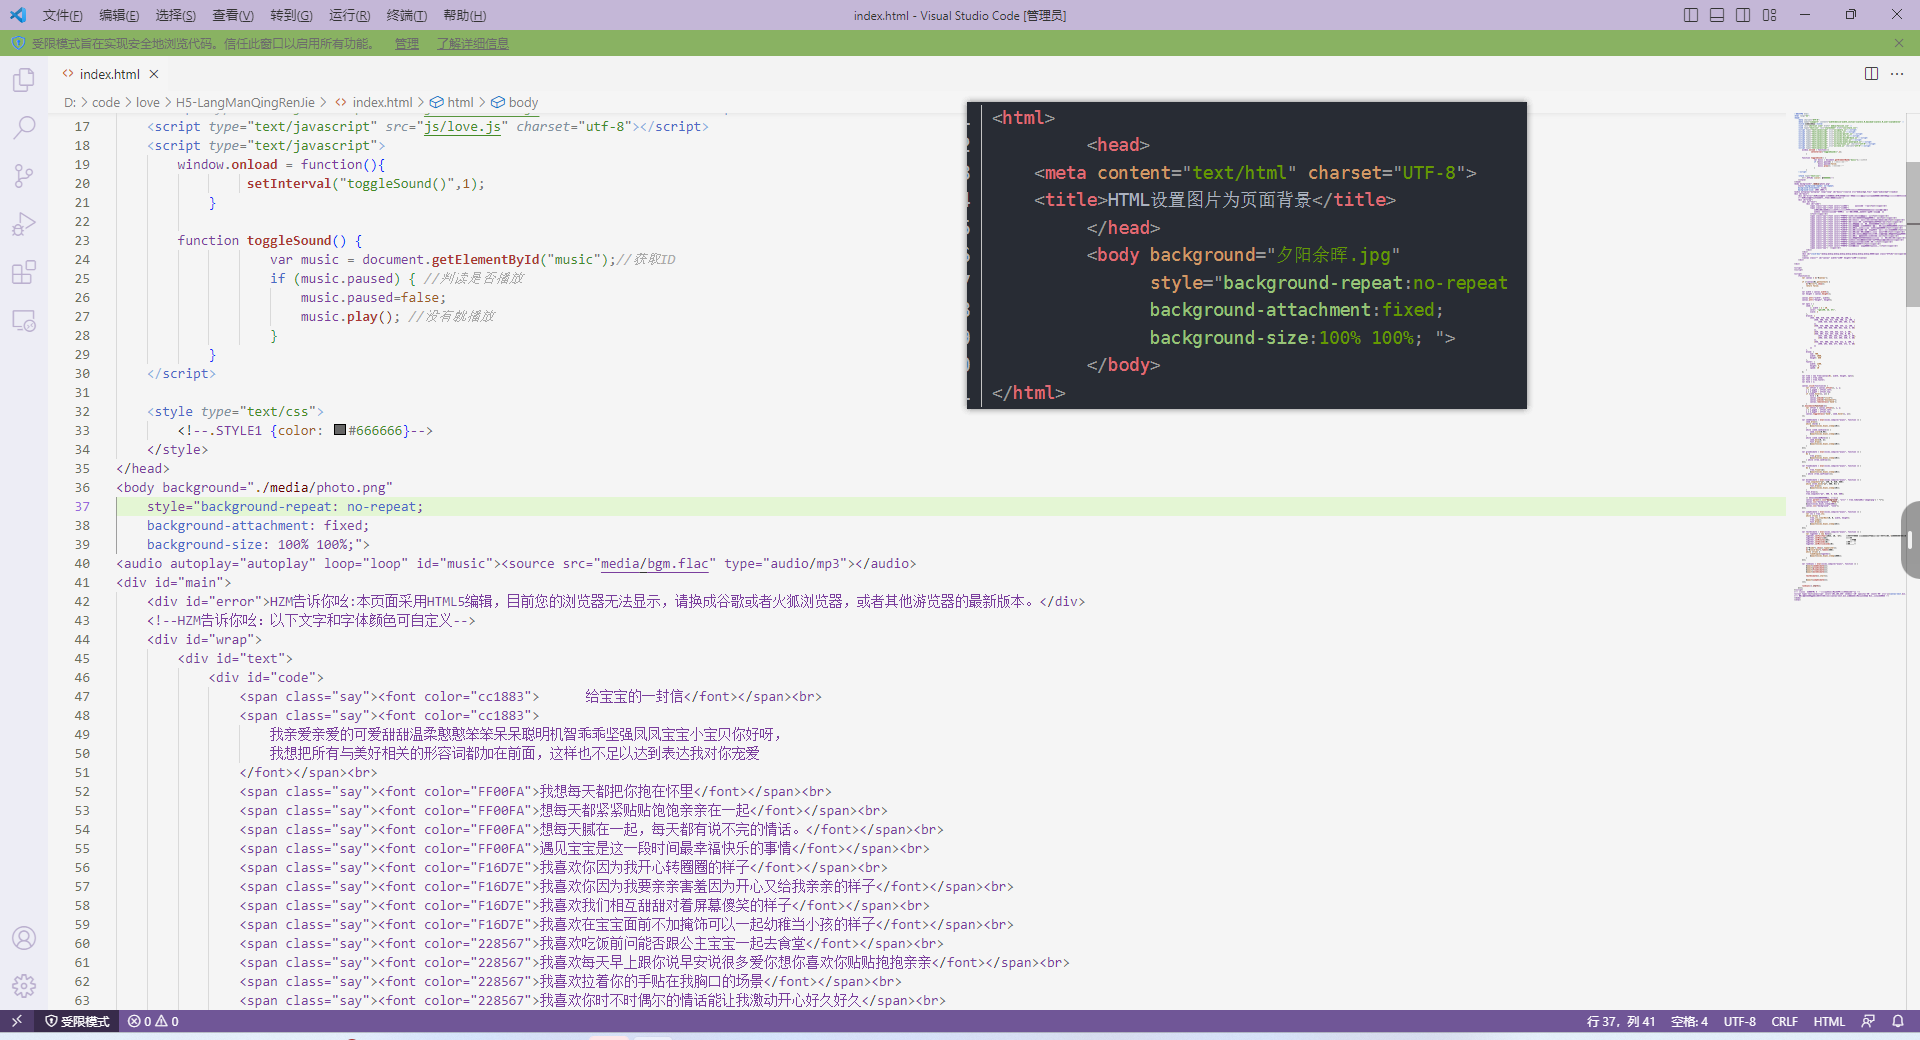 文件(F) 编辑(E) 选择(S) 查看(V) 转到(G) 运行(R) 终端(T) 帮助(H)
index.html - Visual Studio Code [管理员]
受限模式旨在实现安全地浏览代码。信任此窗口以启用所有功能。 管理 了解详细信息
index.html
D: > code > love > H5-LangManQingRenJie > index.html > html > body
17 <script type="text/javascript" src="js/love.js" charset="utf-8"></script>
18 <script type="text/javascript">
19 window.onload = function(){
20 setInterval("toggleSound()",1);
21 }
22
23 function toggleSound() {
24 var music = document.getElementById("music");//获取ID
25 if (music.paused) { //判读是否播放
26 music.paused=false;
27 music.play(); //没有就播放
28 }
29 }
30 </script>
31
32 <style type="text/css">
33 <!--.STYLE1 {color: #666666}-->
34 </style>
35 </head>
36 <body background="./media/photo.png"
37 style="background-repeat: no-repeat;
38 background-attachment: fixed;
39 background-size: 100% 100%;">
40 <audio autoplay="autoplay" loop="loop" id="music"><source src="media/bgm.flac" type="audio/mp3"></audio>
41 <div id="main">
42 <div id="error">HZM告诉你吆:本页面采用HTML5编辑，目前您的浏览器无法显示，请换成谷歌或者火狐浏览器，或者其他游览器的最新版本。</div>
43 <!--HZM告诉你吆：以下文字和字体颜色可自定义-->
44 <div id="wrap">
45 <div id="text">
46 <div id="code">
47 <span class="say"><font color="cc1883"> 给宝宝的一封信</font></span><br>
48 <span class="say"><font color="cc1883">
49 我亲爱亲爱的可爱甜甜温柔憨憨笨笨呆呆聪明机智乖乖坚强凤凤宝宝小宝贝你好呀，
50 我想把所有与美好相关的形容词都加在前面，这样也不足以达到表达我对你宠爱
51 </font></span><br>
52 <span class="say"><font color="FF00FA">我想每天都把你抱在怀里</font></span><br>
53 <span class="say"><font color="FF00FA">想每天都紧紧贴贴饱饱亲亲在一起</font></span><br>
54 <span class="say"><font color="FF00FA">想每天腻在一起，每天都有说不完的情话。</font></span><br>
55 <span class="say"><font color="FF00FA">遇见宝宝是这一段时间最幸福快乐的事情</font></span><br>
56 <span class="say"><font color="F16D7E">我喜欢你因为我开心转圈圈的样子</font></span><br>
57 <span class="say"><font color="F16D7E">我喜欢你因为我要亲亲害羞因为开心又给我亲亲的样子</font></span><br>
58 <span class="say"><font color="F16D7E">我喜欢我们相互甜甜对着屏幕傻笑的样子</font></span><br>
59 <span class="say"><font color="F16D7E">我喜欢在宝宝面前不加掩饰可以一起幼稚当小孩的样子</font></span><br>
60 <span class="say"><font color="228567">我喜欢吃饭前问能否跟公主宝宝一起去食堂</font></span><br>
61 <span class="say"><font color="228567">我喜欢每天早上跟你说早安说很多爱你想你喜欢你贴贴抱抱亲亲</font></span><br>
62 <span class="say"><font color="228567">我喜欢拉着你的手贴在我胸口的场景</font></span><br>
63 <span class="say"><font color="228567">我喜欢你时不时偶尔的情话能让我激动开心好久好久</span><br>
<html>
<head>
<meta content="text/html" charset="UTF-8">
<title>HTML设置图片为页面背景</title>
</head>
<body background="夕阳余晖.jpg"
style="background-repeat:no-repeat
background-attachment:fixed;
background-size:100% 100%; ">
</body>
</html>
受限模式 0 0
行 37，列 41 空格: 4 UTF-8 CRLF HTML